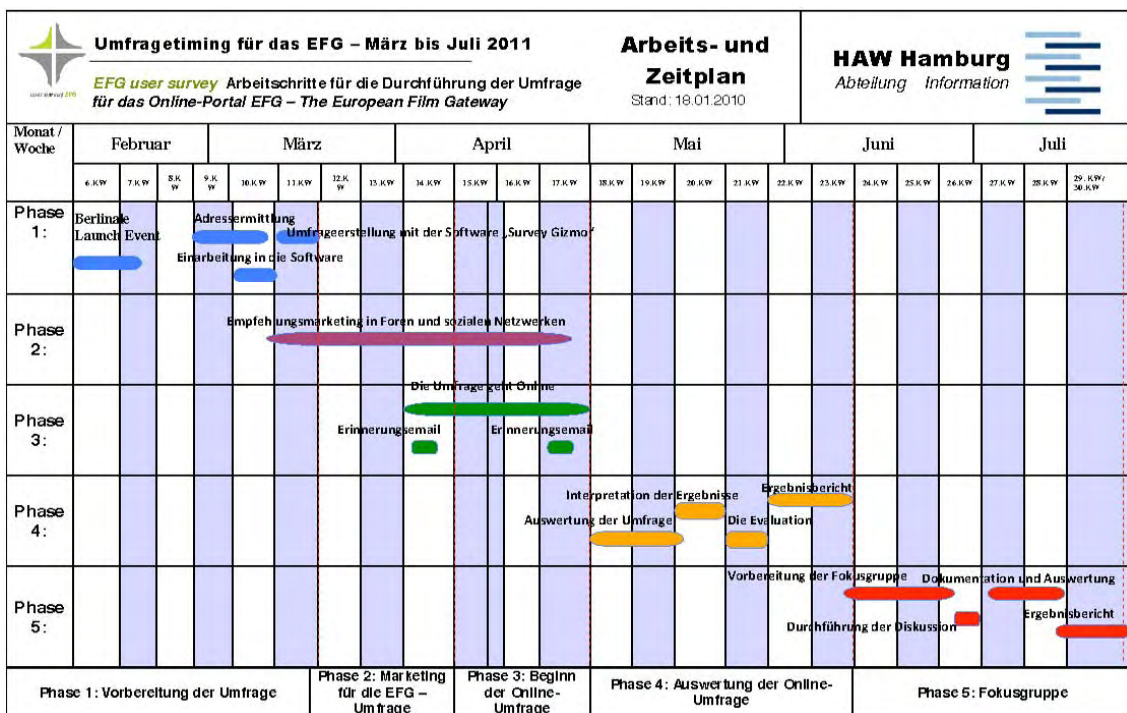 Umfragetiming für das EFG – März bis Juli 2011
EFG user survey Arbeitschritte für die Durchführung der Umfrage
für das Online-Portal EFG – The European Film Gateway
Arbeits- und
Zeitplan
Stand: 18.01.2010
HAW Hamburg
Abteilung Information
Monat /
Woche
Februar
März
April
Mai
Juni
Juli
6.KW
7.KW
8.K
W
9.K
W
10.KW
11.KW
12.K
W
13.KW
14.KW
15.KW
16.KW
17.KW
18.KW
19.KW
20.KW
21.KW
22.KW
23.KW
24.KW
25.KW
26.KW
27.KW
28.KW
29.KW/
30.KW
Phase
1:
Berlinale
Launch Event
Adressermittlung
Umfrageerstellung mit der Software „Survey Gizmo“
Einarbeitung in die Software
Phase
2:
Empfehlungsmarketing in Foren und sozialen Netzwerken
Phase
3:
Die Umfrage geht Online
Erinnerungsemail
Erinnerungsemail
Phase
4:
Ergebnisbericht
Interpretation der Ergebnisse
Auswertung der Umfrage
Die Evaluation
Phase
5:
Vorbereitung der Fokusgruppe
Dokumentation und Auswertung
Durchführung der Diskussion
Ergebnisbericht
Phase 1: Vorbereitung der Umfrage
Phase 2: Marketing
für die EFG –
Umfrage
Phase 3: Beginn
der Online-
Umfrage
Phase 4: Auswertung der Online-
Umfrage
Phase 5: Fokusgruppe